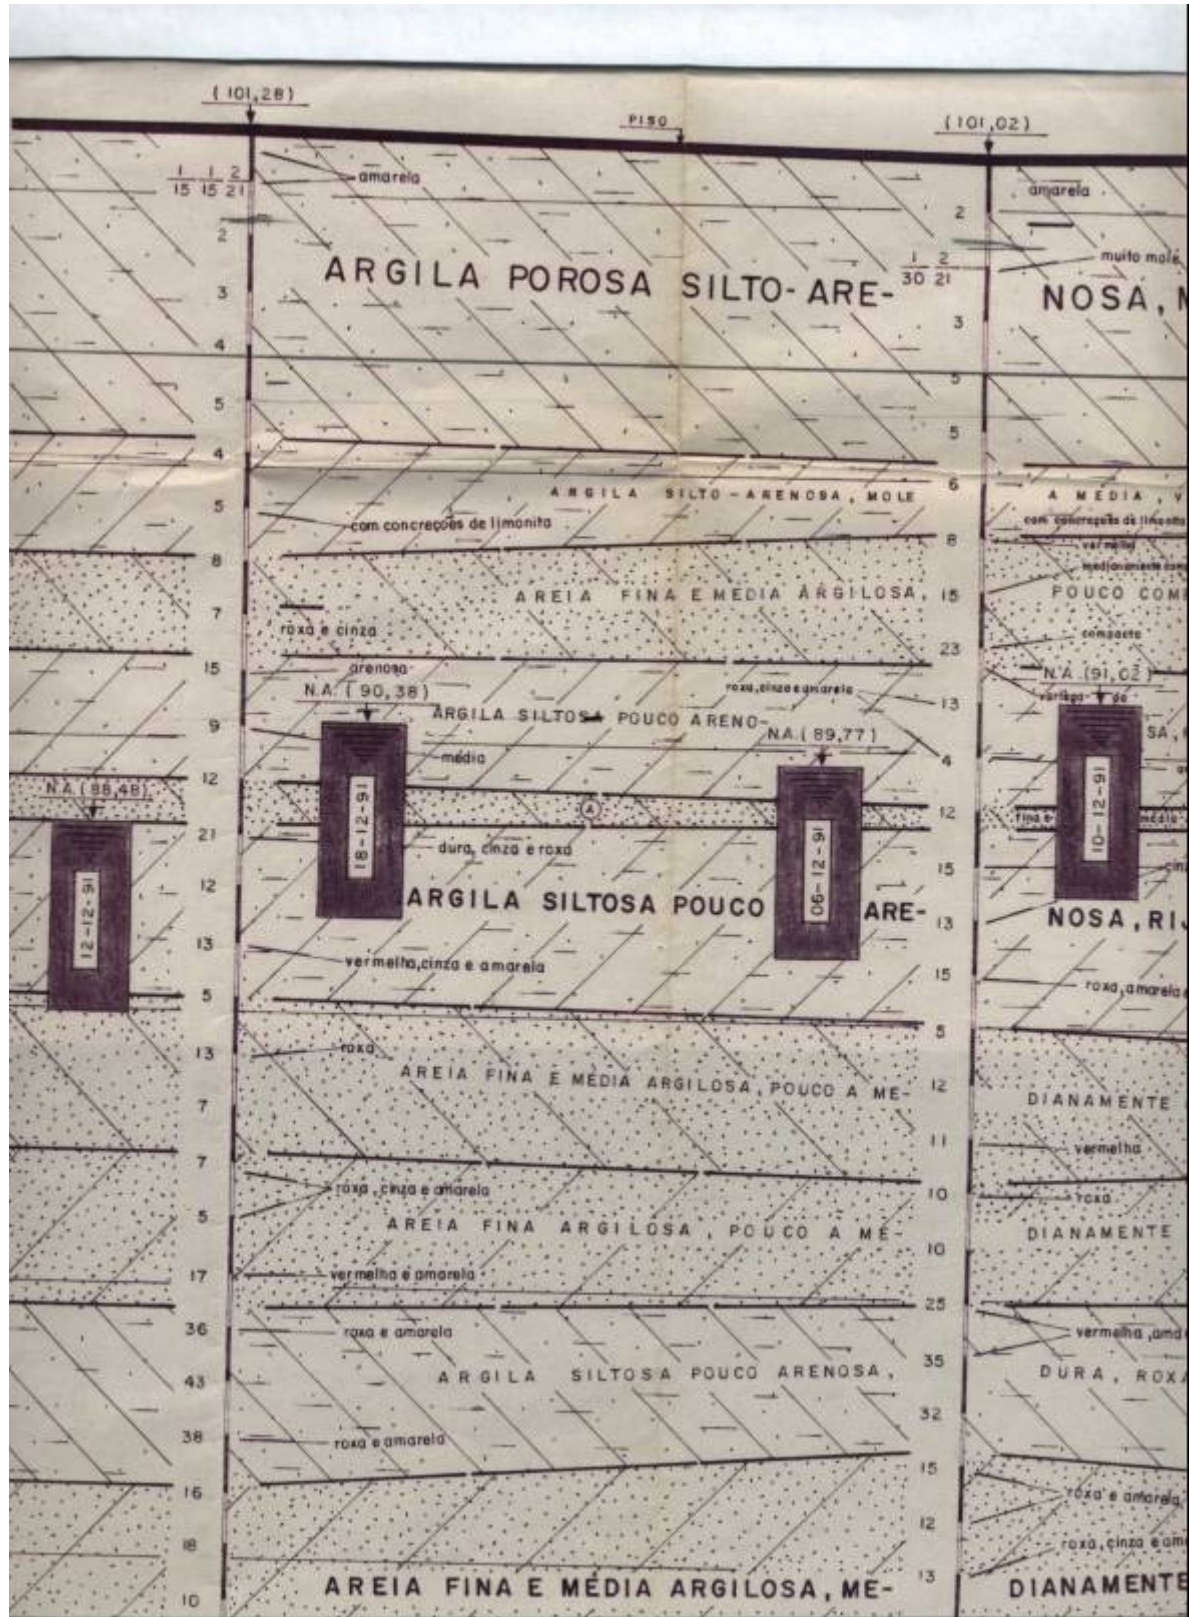 (101,28)
PISO
(101,02)
1 1 2
15 15 21
amarela
amarela
2
2
muito mole
1 2
30 21
ARGILA POROSA SILTO-ARE-
NOSA, M
3
3
4
5
5
5
4
6
ARGILA SILTO-ARENOSA, MOLE
A MEDIA, V
5
com concreções de limonita
com concreções de limonita
8
vermelha
8
AREIA FINA E MEDIA ARGILOSA,
15
POUCO COMP
7
roxa e cinza
compacta
23
15
arenosa
N.A. (90,38)
roxa, cinza e amarela
N.A. (91,02)
13
9
ARGILA SILTOSA POUCO ARENO-
SA,
N.A. (89,77)
média
4
12
N.A. (88,48)
A
12
fina e
média
21
18-12-91
10-12-91
dura, cinza e roxa
15
12
12-12-91
06-12-91
ARGILA SILTOSA POUCO ARE-
13
NOSA, RIJ
13
vermelha, cinza e amarela
15
roxa, amarela e
5
5
13
roxa
AREIA FINA E MÉDIA ARGILOSA, POUCO A ME-
12
DIANAMENTE
7
11
vermelha
7
roxa, cinza e amarela
10
roxa
5
AREIA FINA ARGILOSA, POUCO A ME-
10
DIANAMENTE
17
vermelha e amarela
25
36
roxa e amarela
vermelha, ama
35
43
ARGILA SILTOSA POUCO ARENOSA,
DURA, ROXA
32
38
roxa e amarela
15
16
roxa e amarela,
12
18
roxa, cinza e am
13
10
AREIA FINA E MÉDIA ARGILOSA, ME-
DIANAMENTE